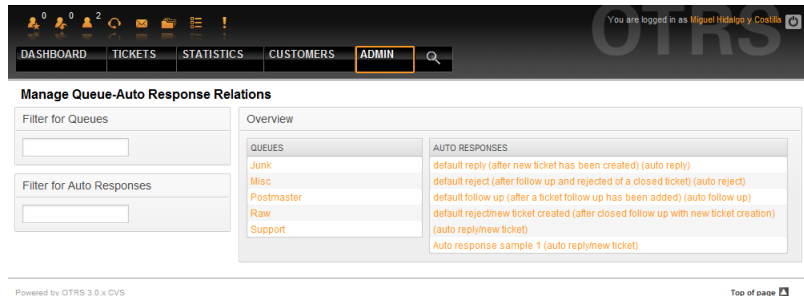 0 0 2
You are logged in as Miguel Hidalgo y Costilla
OTRS
DASHBOARD TICKETS STATISTICS CUSTOMERS ADMIN
Manage Queue-Auto Response Relations
Filter for Queues
Filter for Auto Responses
Overview
QUEUES AUTO RESPONSES
Junk default reply (after new ticket has been created) (auto reply)
Misc default reject (after follow up and rejected of a closed ticket) (auto reject)
Postmaster default follow up (after a ticket follow up has been added) (auto follow up)
Raw default reject/new ticket created (after closed follow up with new ticket creation)
Support (auto reply/new ticket)
Auto response sample 1 (auto reply/new ticket)
Powered by OTRS 3.0.x CVS Top of page